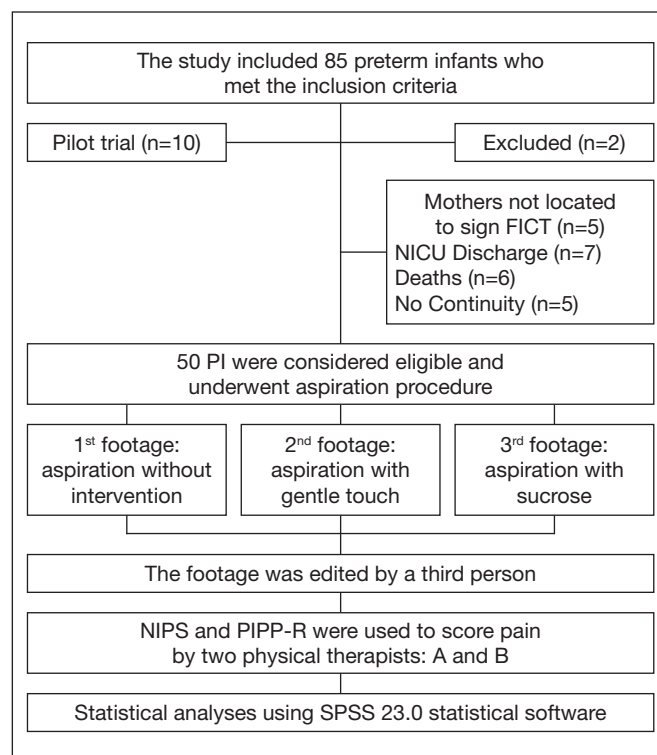 The study included 85 preterm infants who
met the inclusion criteria
Pilot trial (n=10)
Excluded (n=2)
Mothers not located
to sign FICT (n=5)
NICU Discharge (n=7)
Deaths (n=6)
No Continuity (n=5)
50 PI were considered eligible and
underwent aspiration procedure
1st footage:
aspiration without
intervention
2nd footage:
aspiration with
gentle touch
3rd footage:
aspiration with
sucrose
The footage was edited by a third person
NIPS and PIPP-R were used to score pain
by two physical therapists: A and B
Statistical analyses using SPSS 23.0 statistical software